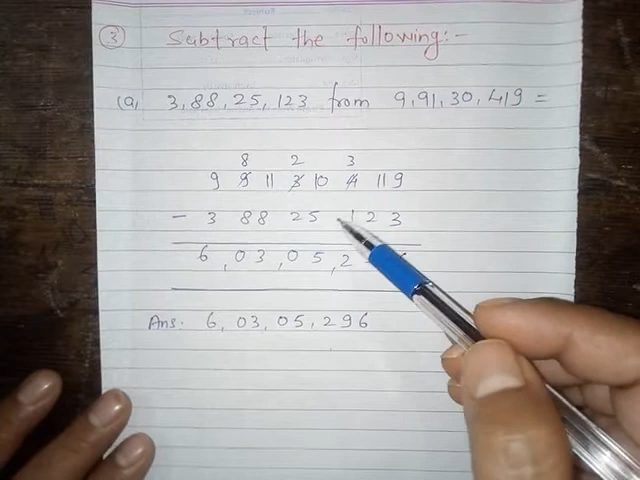 ③ Subtract the following:-
(a, 3,88,25,123 from 9,91,30,419 =
8 2 3
9 9 11 3 10 4 11 9
- 3 88 25 123
6,03,05,2
Ans. 6,03,05,296